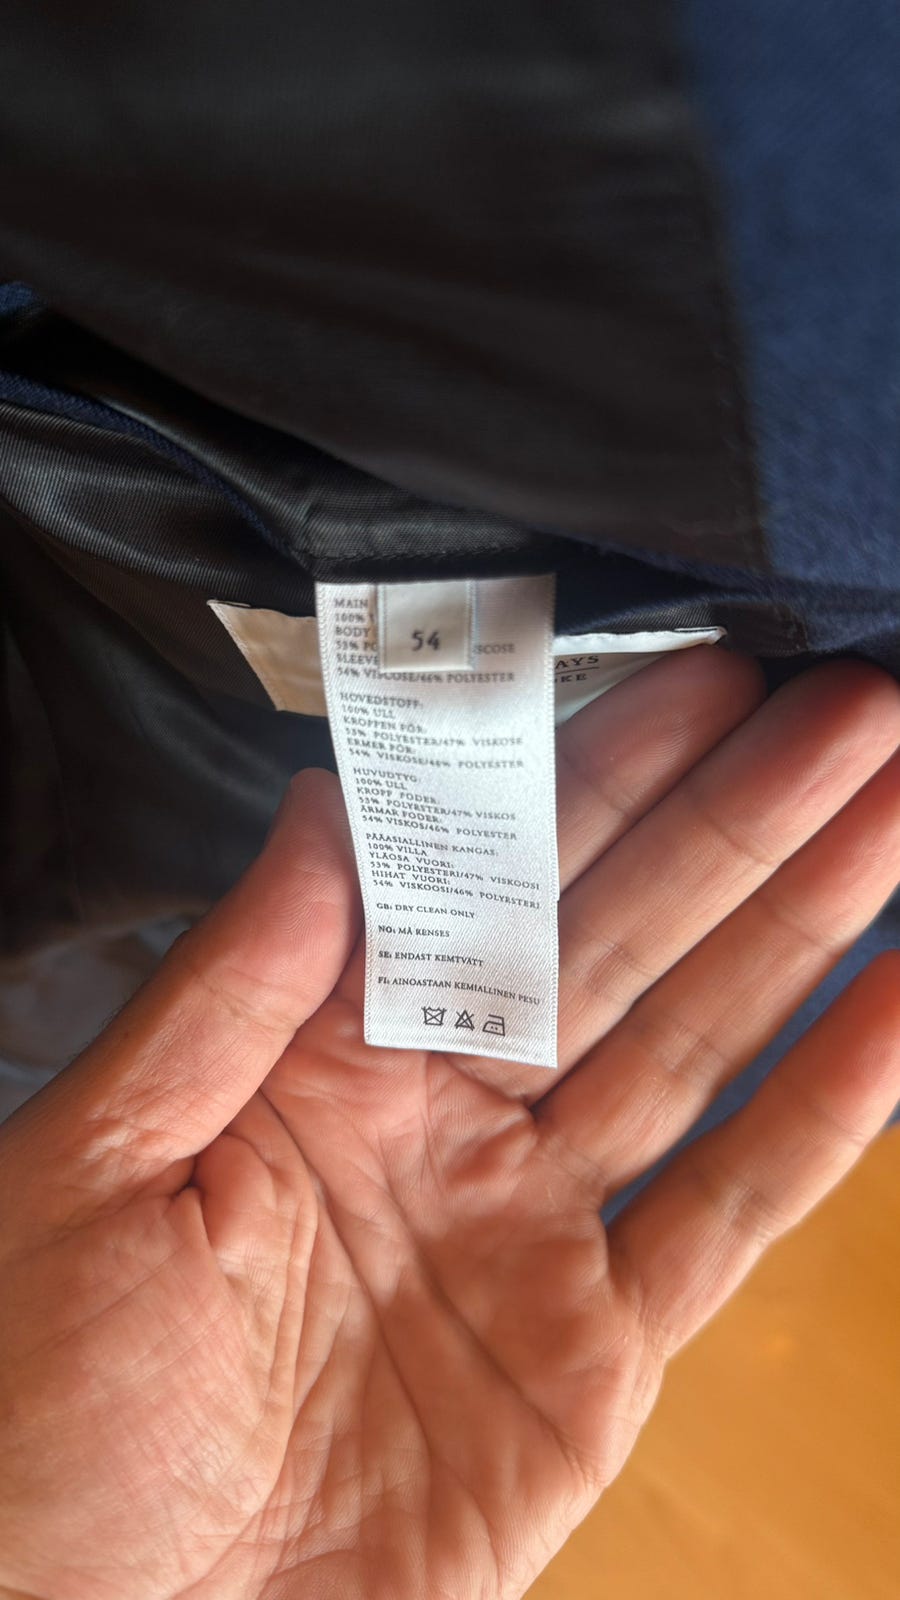 MAIN
100%
BODY
54
53% PO SCOSE
SLEEVE
54% VISCOSE/46% POLYESTER
HOVEDSTOFF:
100% ULL
KROPPEN FÔR:
53% POLYESTER/47% VISKOSE
ERMER FÔR:
54% VISKOSE/46% POLYESTER
HUVUDTYG:
100% ULL
KROPP FODER:
53% POLYESTER/47% VISKOS
ÄRMAR FODER:
54% VISKOS/46% POLYESTER
PÄÄASIALLINEN KANGAS:
100% VILLA
YLÄOSA VUORI:
53% POLYESTERI/47% VISKOOSI
HIHAT VUORI:
54% VISKOOSI/46% POLYESTERI
GB: DRY CLEAN ONLY
NO: MÅ RENSES
SE: ENDAST KEMTVÄTT
FI: AINOASTAAN KEMIALLINEN PESU
AYS
KE